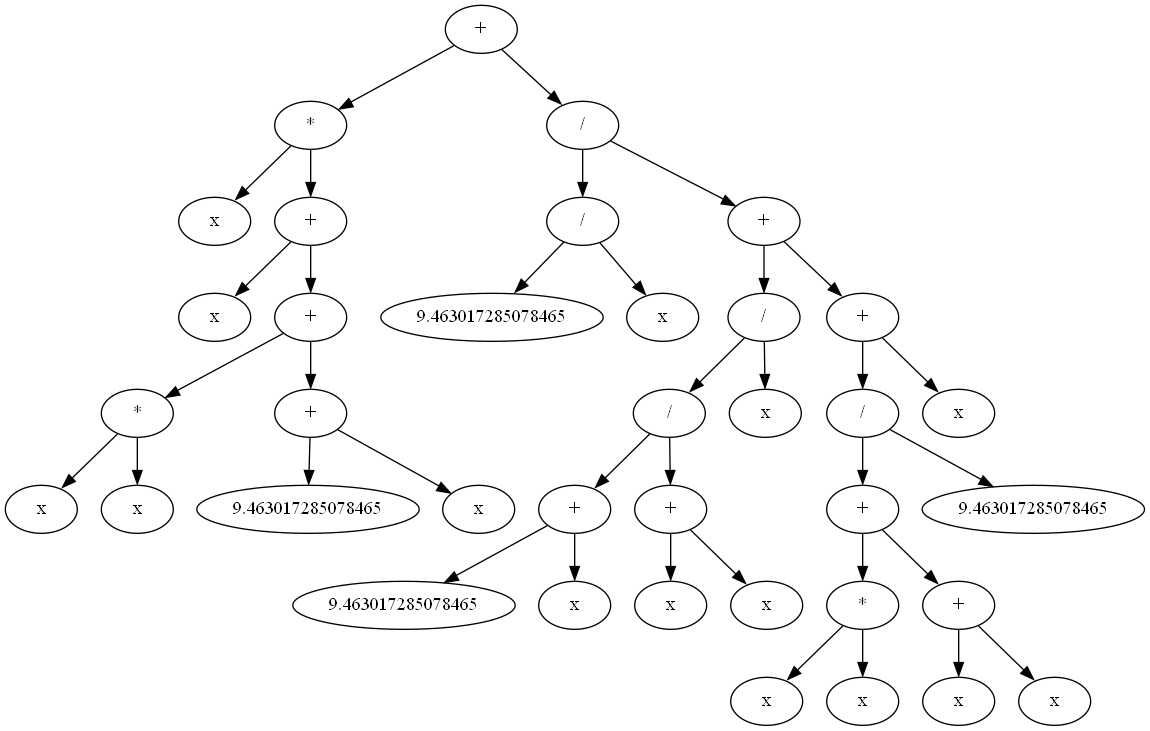 +
* /
x + / +
x + 9.463017285078465 x / +
* + / x / x
x x 9.463017285078465 x + + + 9.463017285078465
9.463017285078465 x x x * +
x x x x